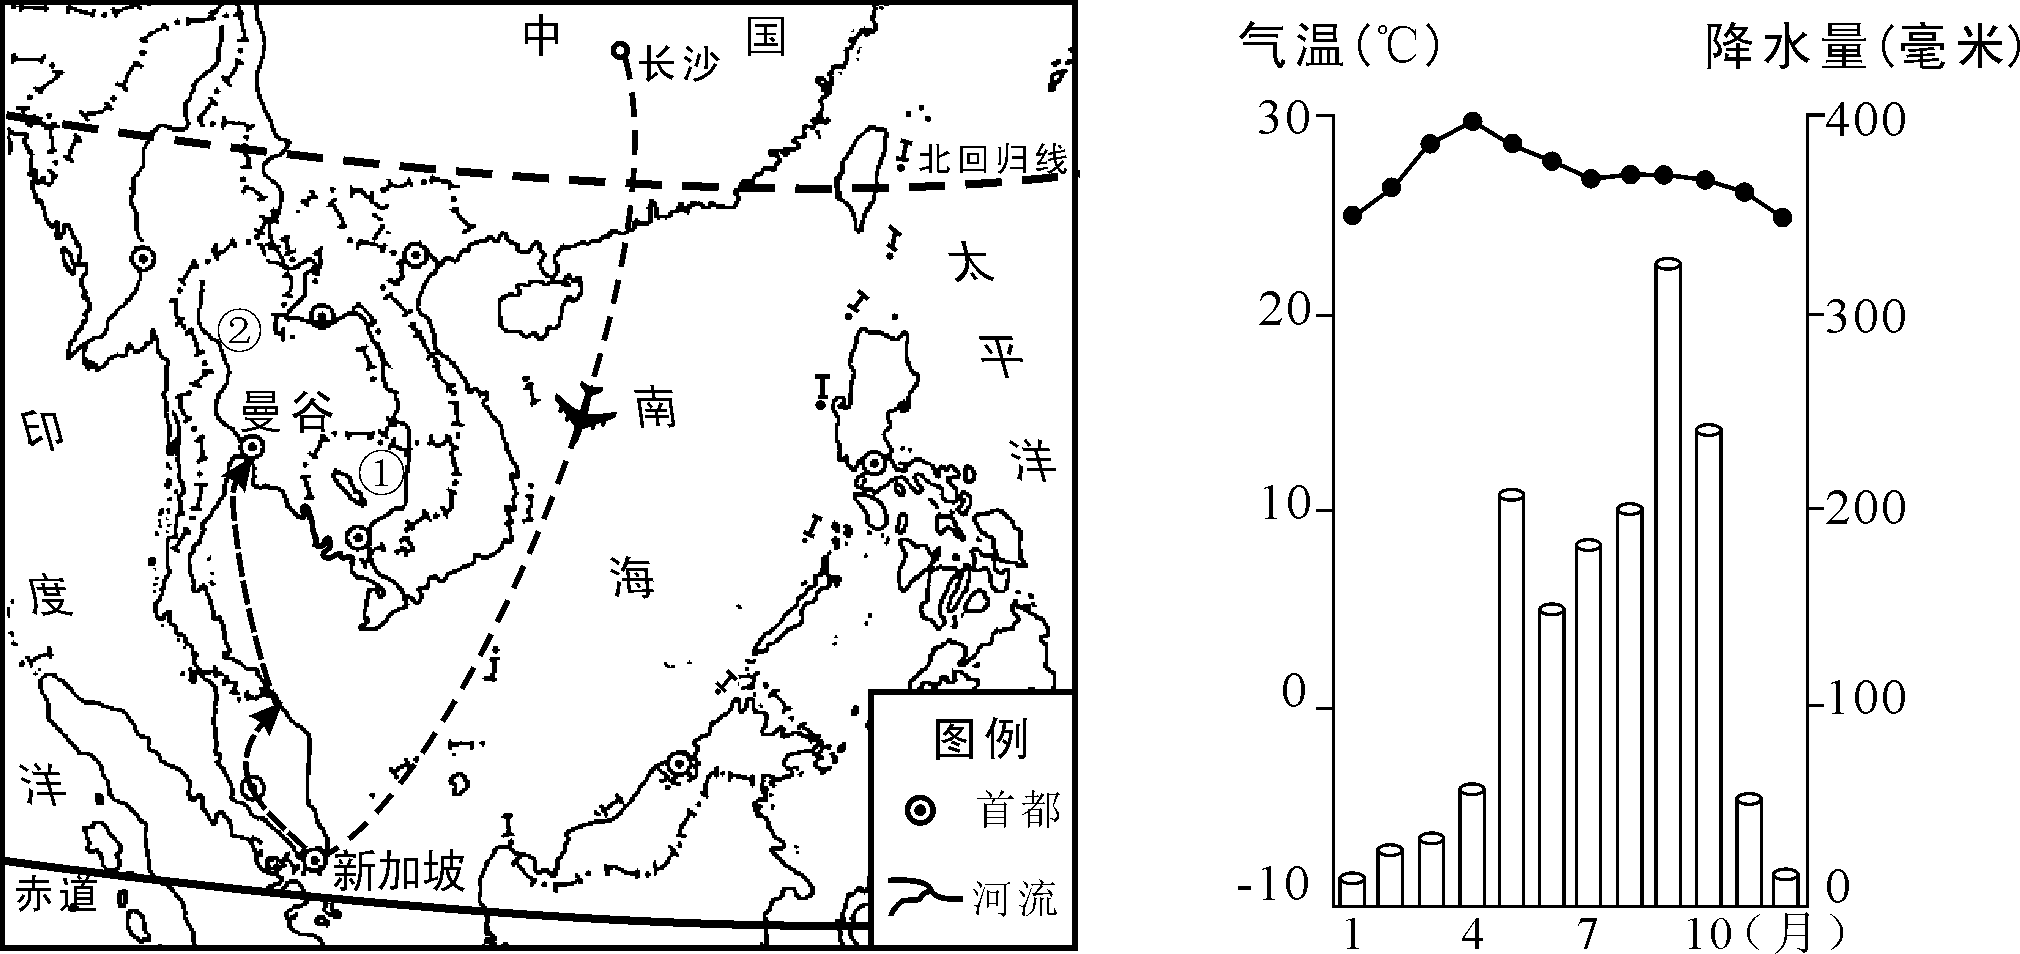 中 国
长沙
北回归线
太平洋
②
曼谷
南海
①
印度洋
新加坡
赤道
图例
首都
河流
气温(℃) 降水量(毫米)
30 400
20 300
10 200
0 100
-10 0
1 4 7 10(月)